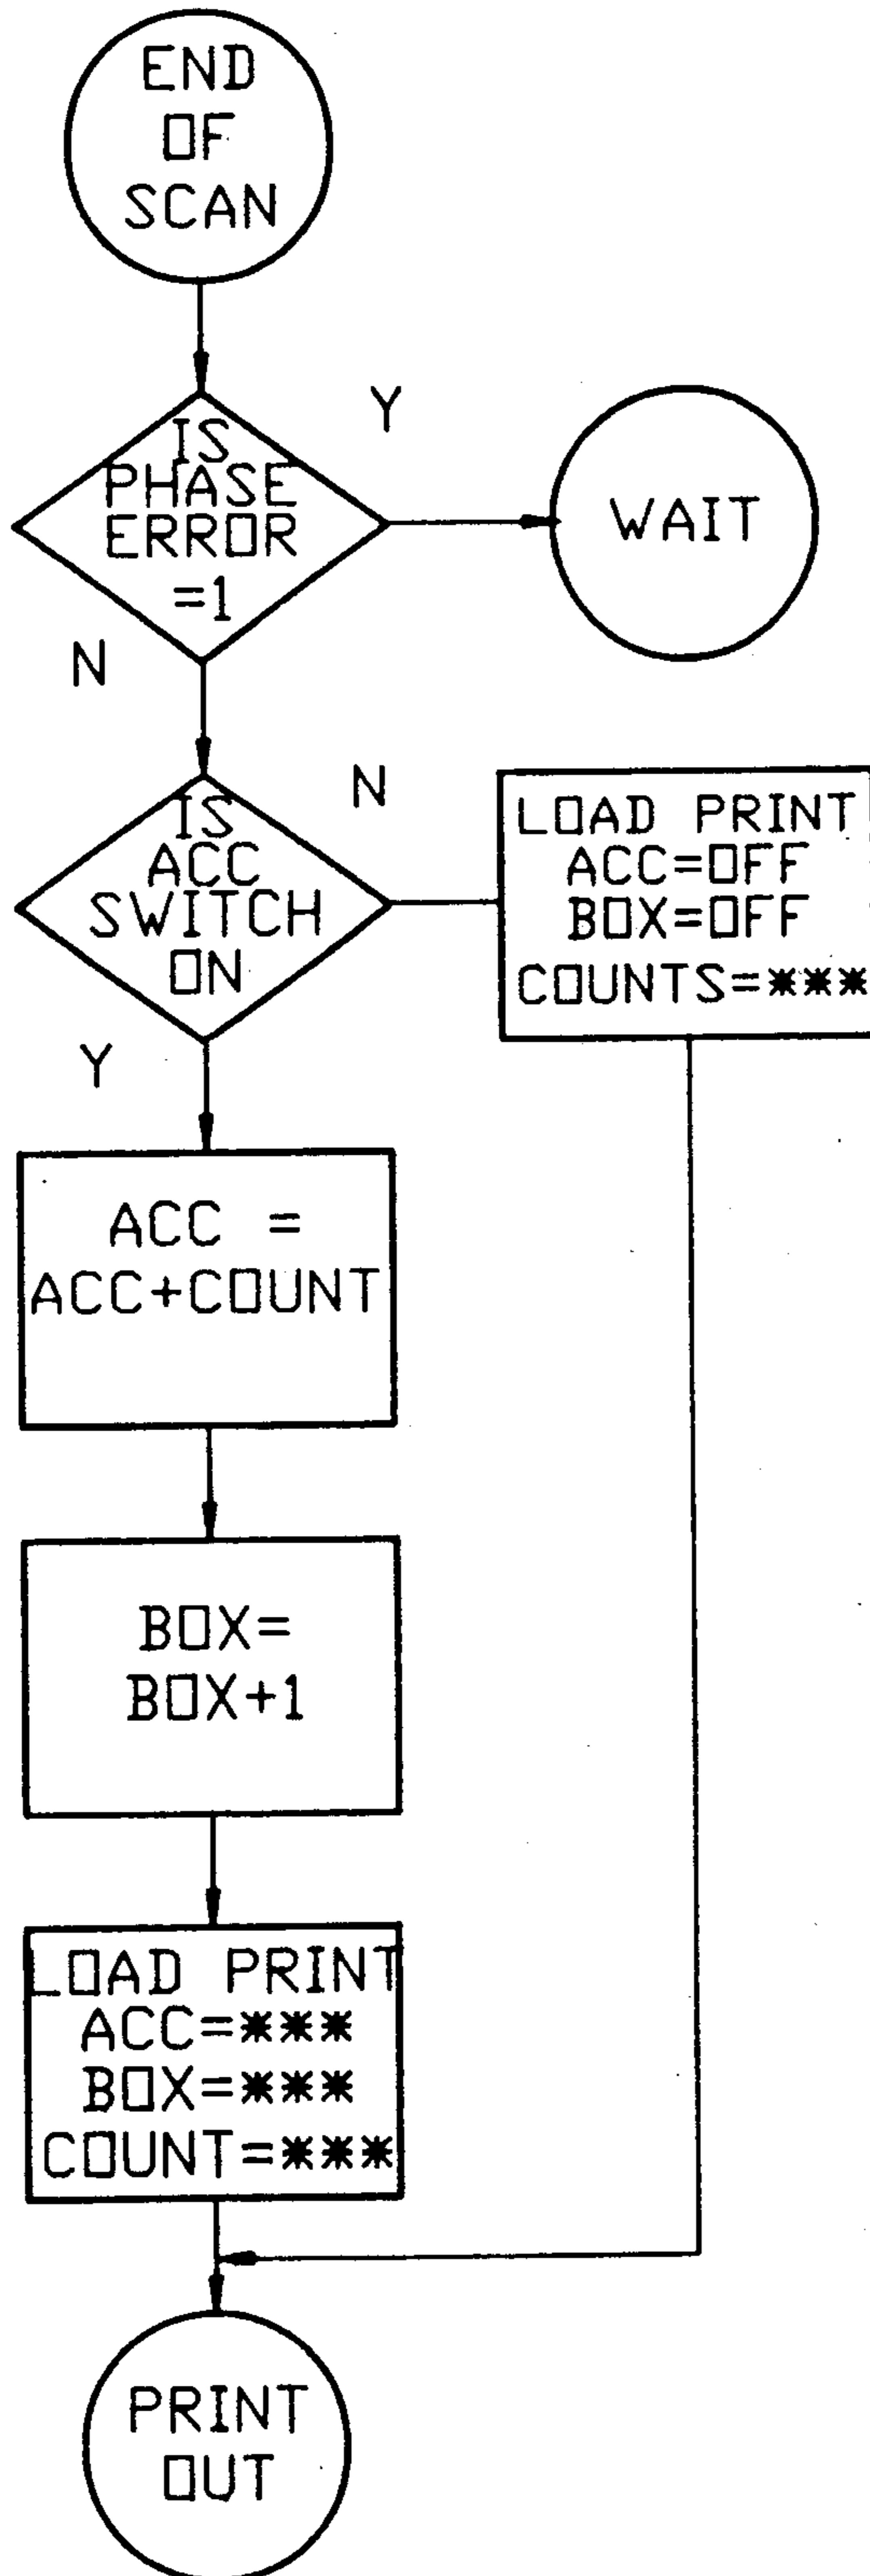 END
OF
SCAN
Y
IS
PHASE
ERROR
=1
WAIT
N
N
IS
ACC
SWITCH
ON
LOAD PRINT
ACC=OFF
BOX=OFF
COUNTS=***
Y
ACC =
ACC+COUNT
BOX=
BOX+1
LOAD PRINT
ACC=***
BOX=***
COUNT=***
PRINT
OUT